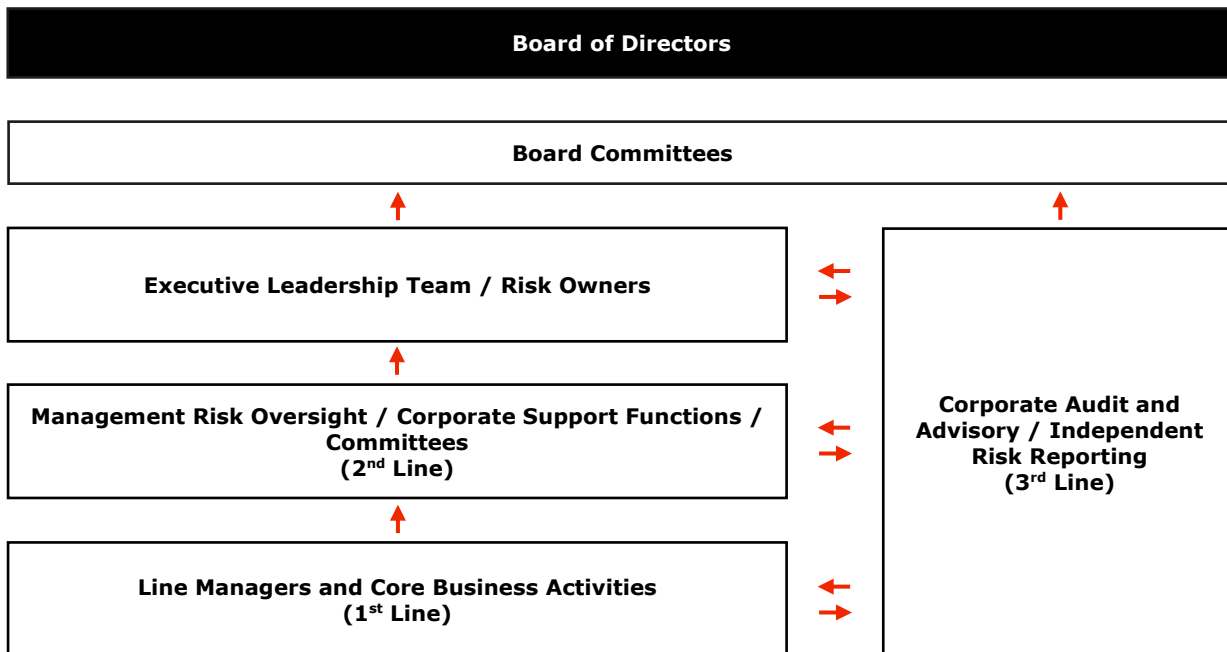 Board of Directors
Board Committees
Executive Leadership Team / Risk Owners
Management Risk Oversight / Corporate Support Functions /
Committees
(2nd Line)
Line Managers and Core Business Activities
(1st Line)
Corporate Audit and
Advisory / Independent
Risk Reporting
(3rd Line)